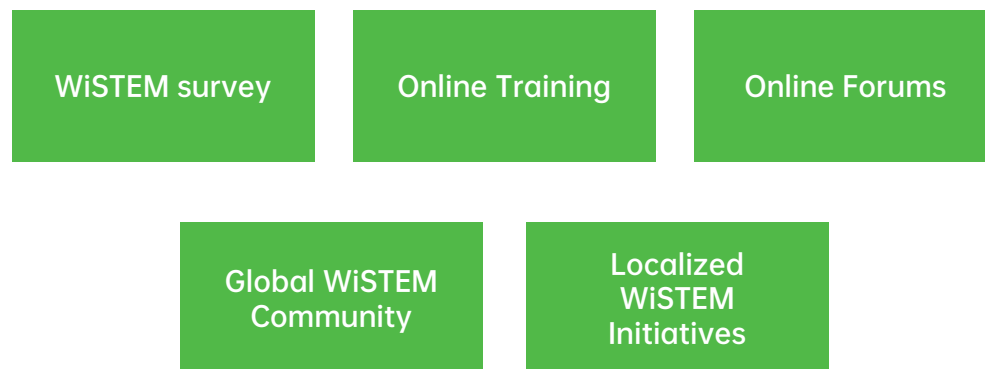 WiSTEM survey
Online Training
Online Forums
Global WiSTEM
Community
Localized
WiSTEM
Initiatives